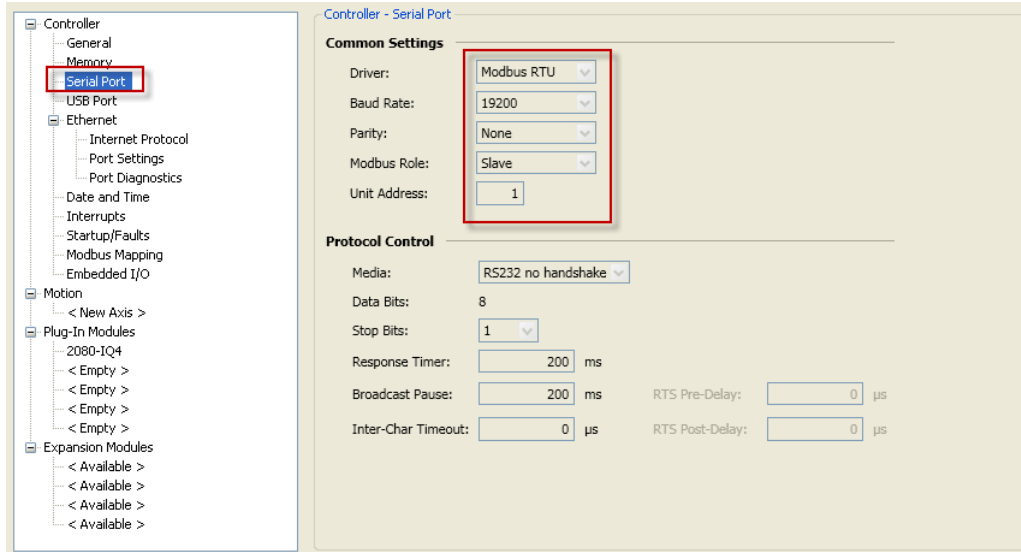 Controller
General
Memory
Serial Port
USB Port
Ethernet
Internet Protocol
Port Settings
Port Diagnostics
Date and Time
Interrupts
Startup/Faults
Modbus Mapping
Embedded I/O
Motion
< New Axis >
Plug-In Modules
2080-IQ4
< Empty >
< Empty >
< Empty >
< Empty >
Expansion Modules
< Available >
< Available >
< Available >
< Available >
Controller - Serial Port
Common Settings
Driver: Modbus RTU
Baud Rate: 19200
Parity: None
Modbus Role: Slave
Unit Address: 1
Protocol Control
Media: RS232 no handshake
Data Bits: 8
Stop Bits: 1
Response Timer: 200 ms
Broadcast Pause: 200 ms RTS Pre-Delay: 0 µs
Inter-Char Timeout: 0 µs RTS Post-Delay: 0 µs